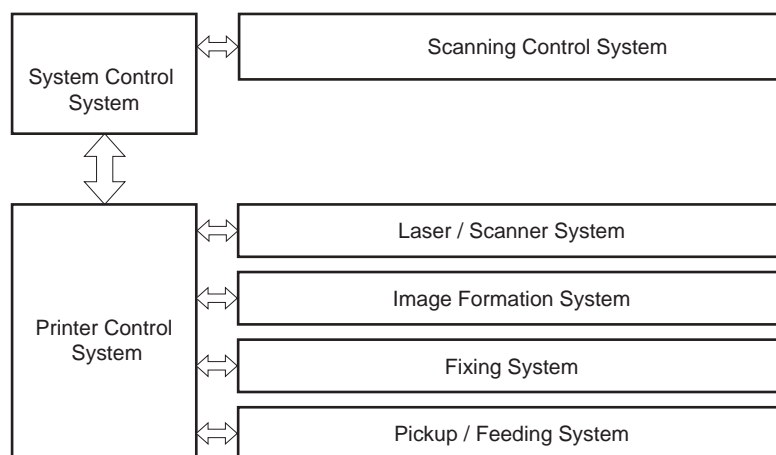 System Control
System
Scanning Control System
Printer Control
System
Laser / Scanner System
Image Formation System
Fixing System
Pickup / Feeding System